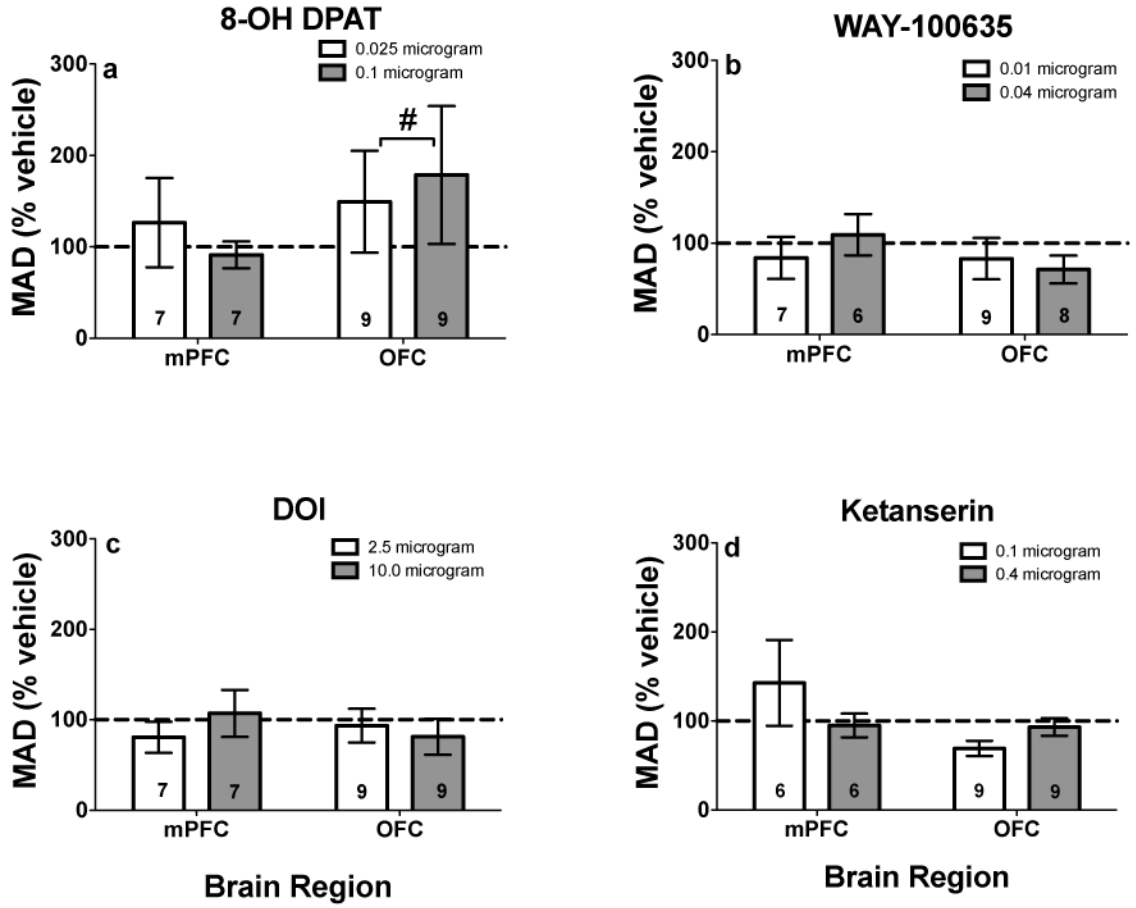 8-OH DPAT
a
0.025 microgram
0.1 microgram
MAD (% vehicle)
300
200
100
0
#
7
7
9
9
mPFC
OFC
WAY-100635
b
0.01 microgram
0.04 microgram
MAD (% vehicle)
300
200
100
0
7
6
9
8
mPFC
OFC
DOI
c
2.5 microgram
10.0 microgram
MAD (% vehicle)
300
200
100
0
7
7
9
9
mPFC
OFC
Brain Region
Ketanserin
d
0.1 microgram
0.4 microgram
MAD (% vehicle)
300
200
100
0
6
6
9
9
mPFC
OFC
Brain Region